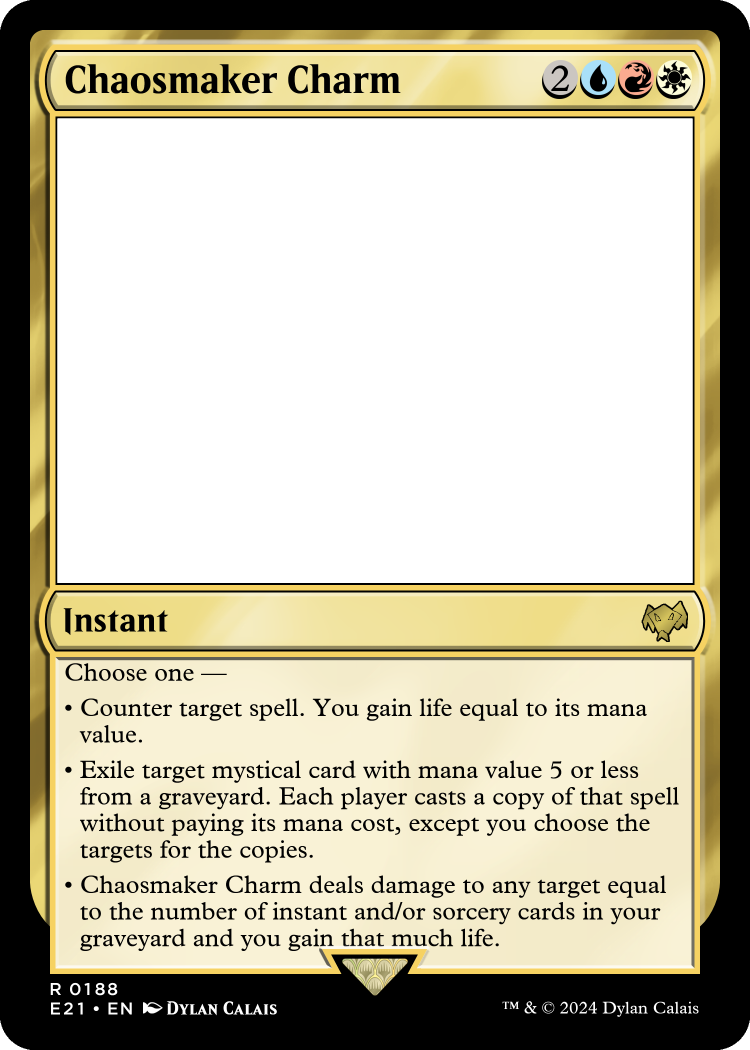 Chaosmaker Charm 2
Instant
Choose one —
• Counter target spell. You gain life equal to its mana
value.
• Exile target mystical card with mana value 5 or less
from a graveyard. Each player casts a copy of that spell
without paying its mana cost, except you choose the
targets for the copies.
• Chaosmaker Charm deals damage to any target equal
to the number of instant and/or sorcery cards in your
graveyard and you gain that much life.
R 0188
E21 • EN Dylan Calais
™ & © 2024 Dylan Calais